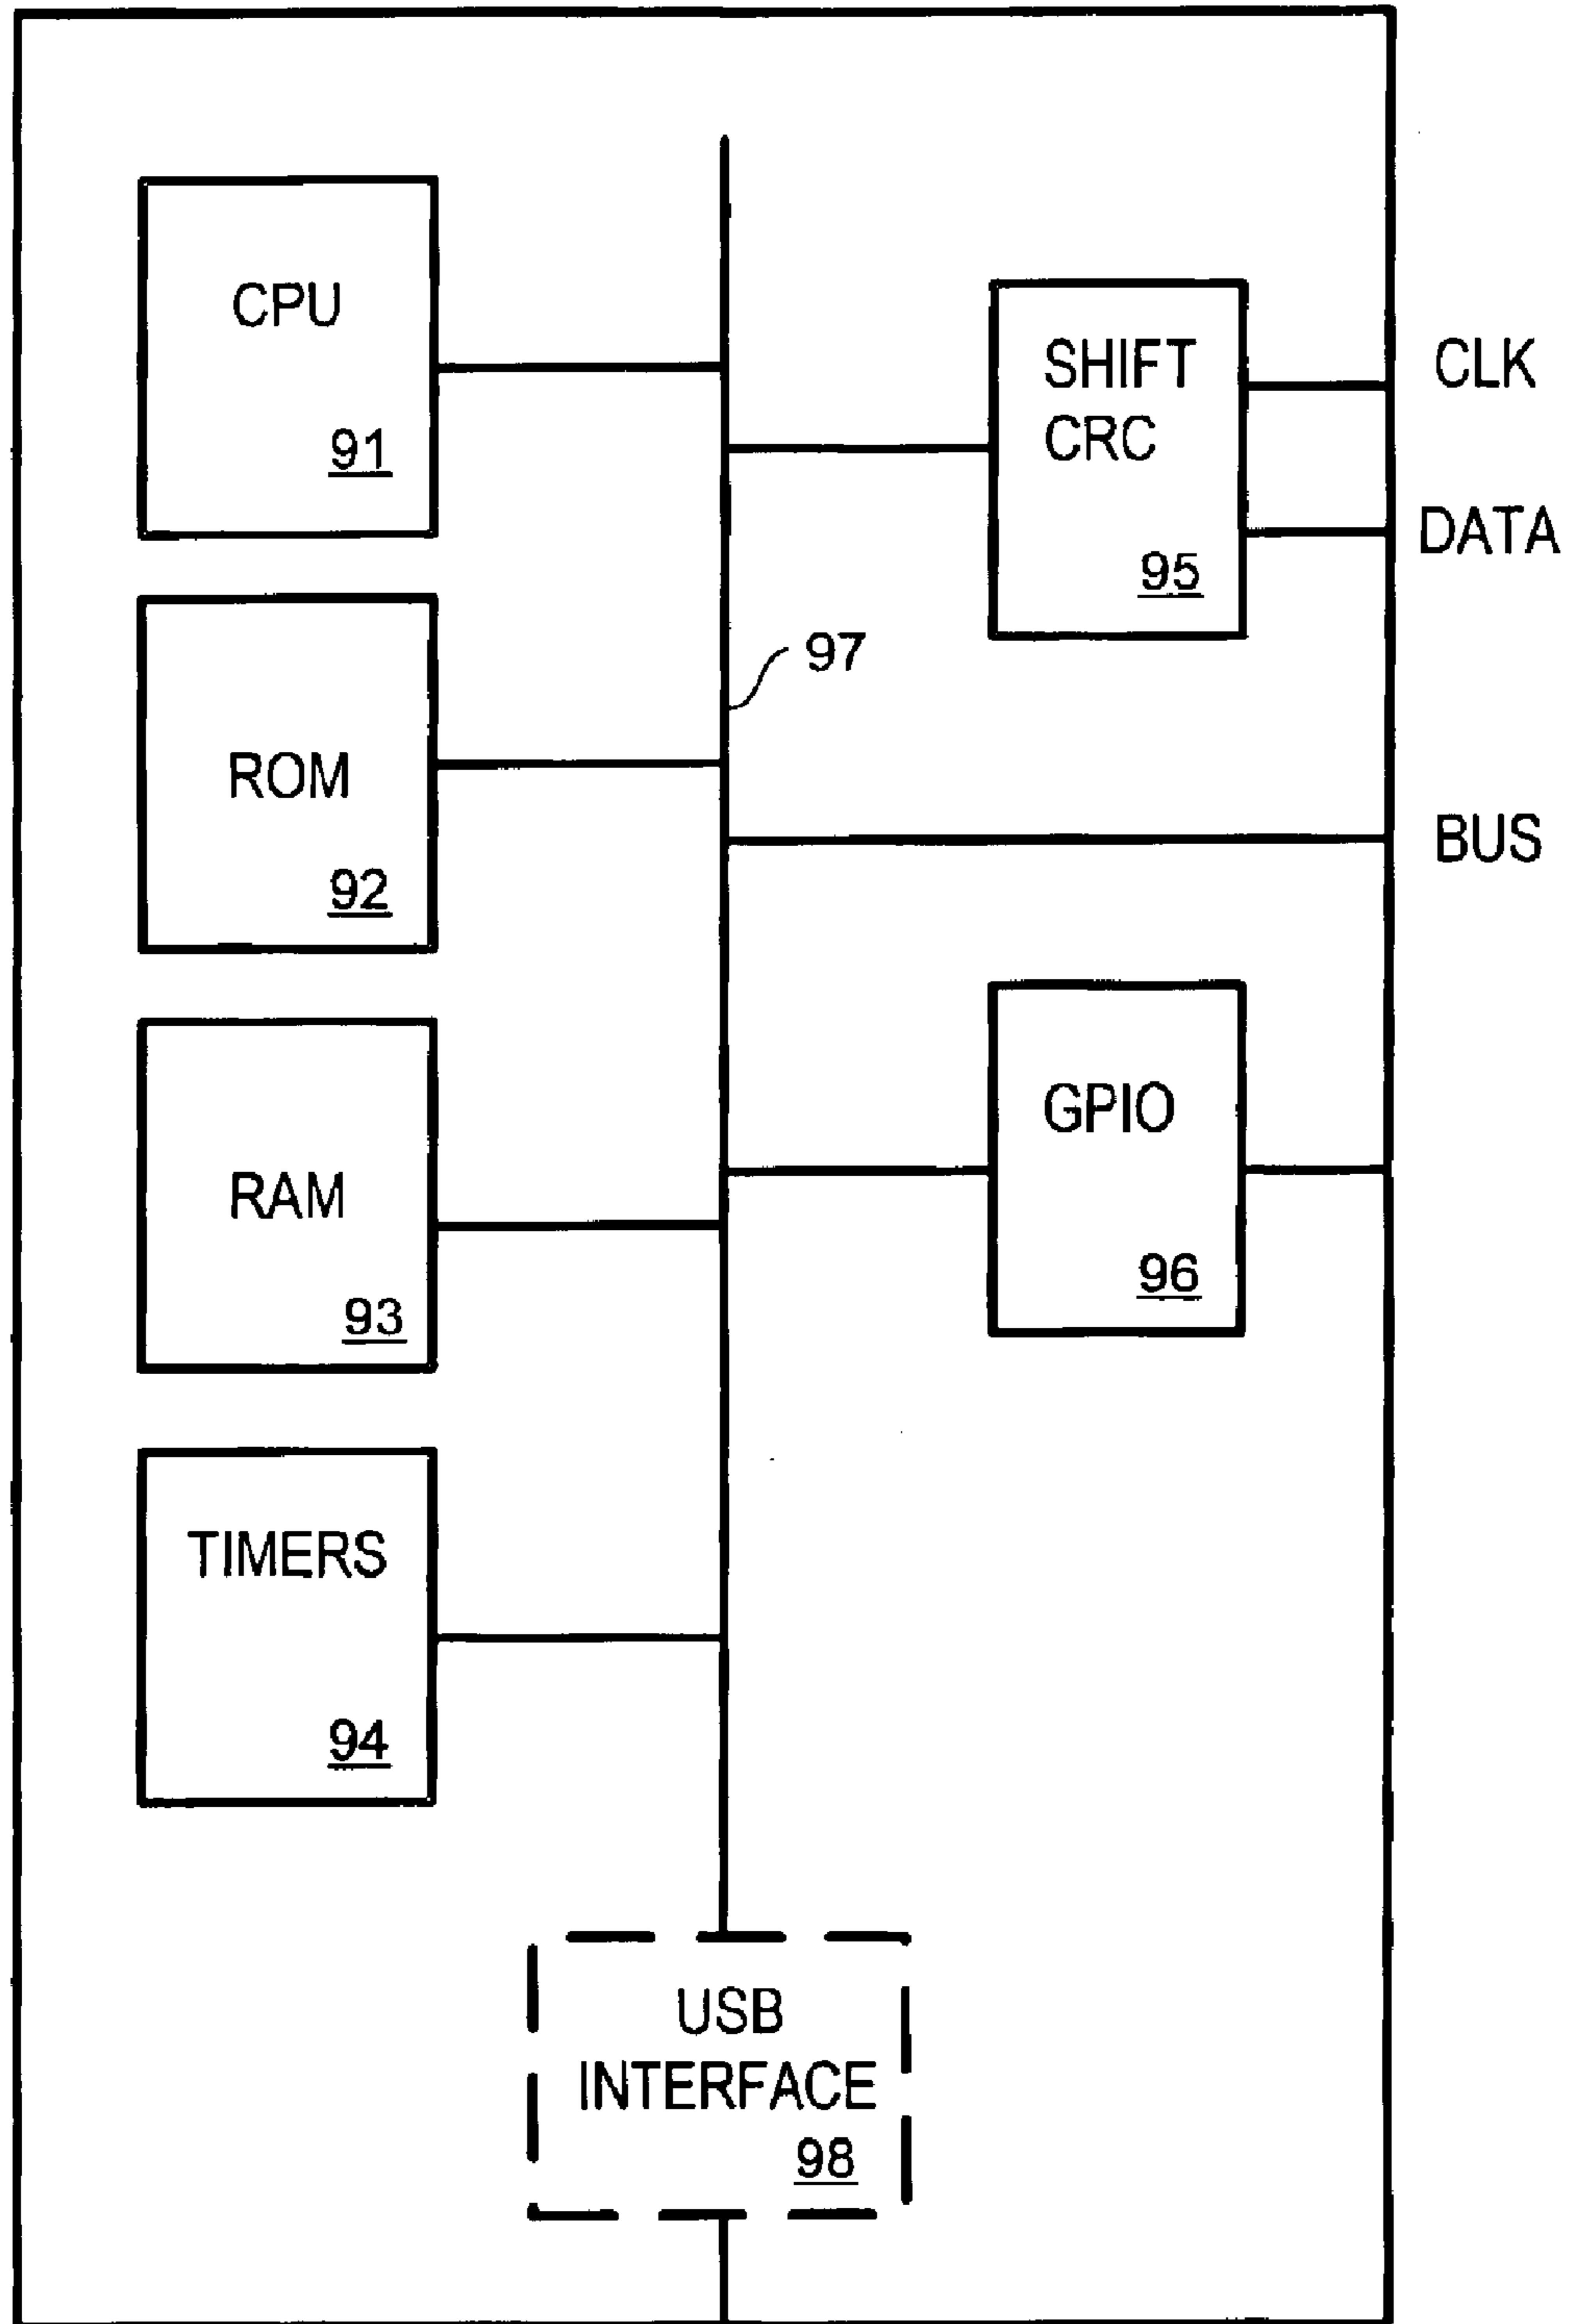 CPU
91
SHIFT
CRC
95
CLK
DATA
97
ROM
92
BUS
RAM
93
GPIO
96
TIMERS
94
USB
INTERFACE
98